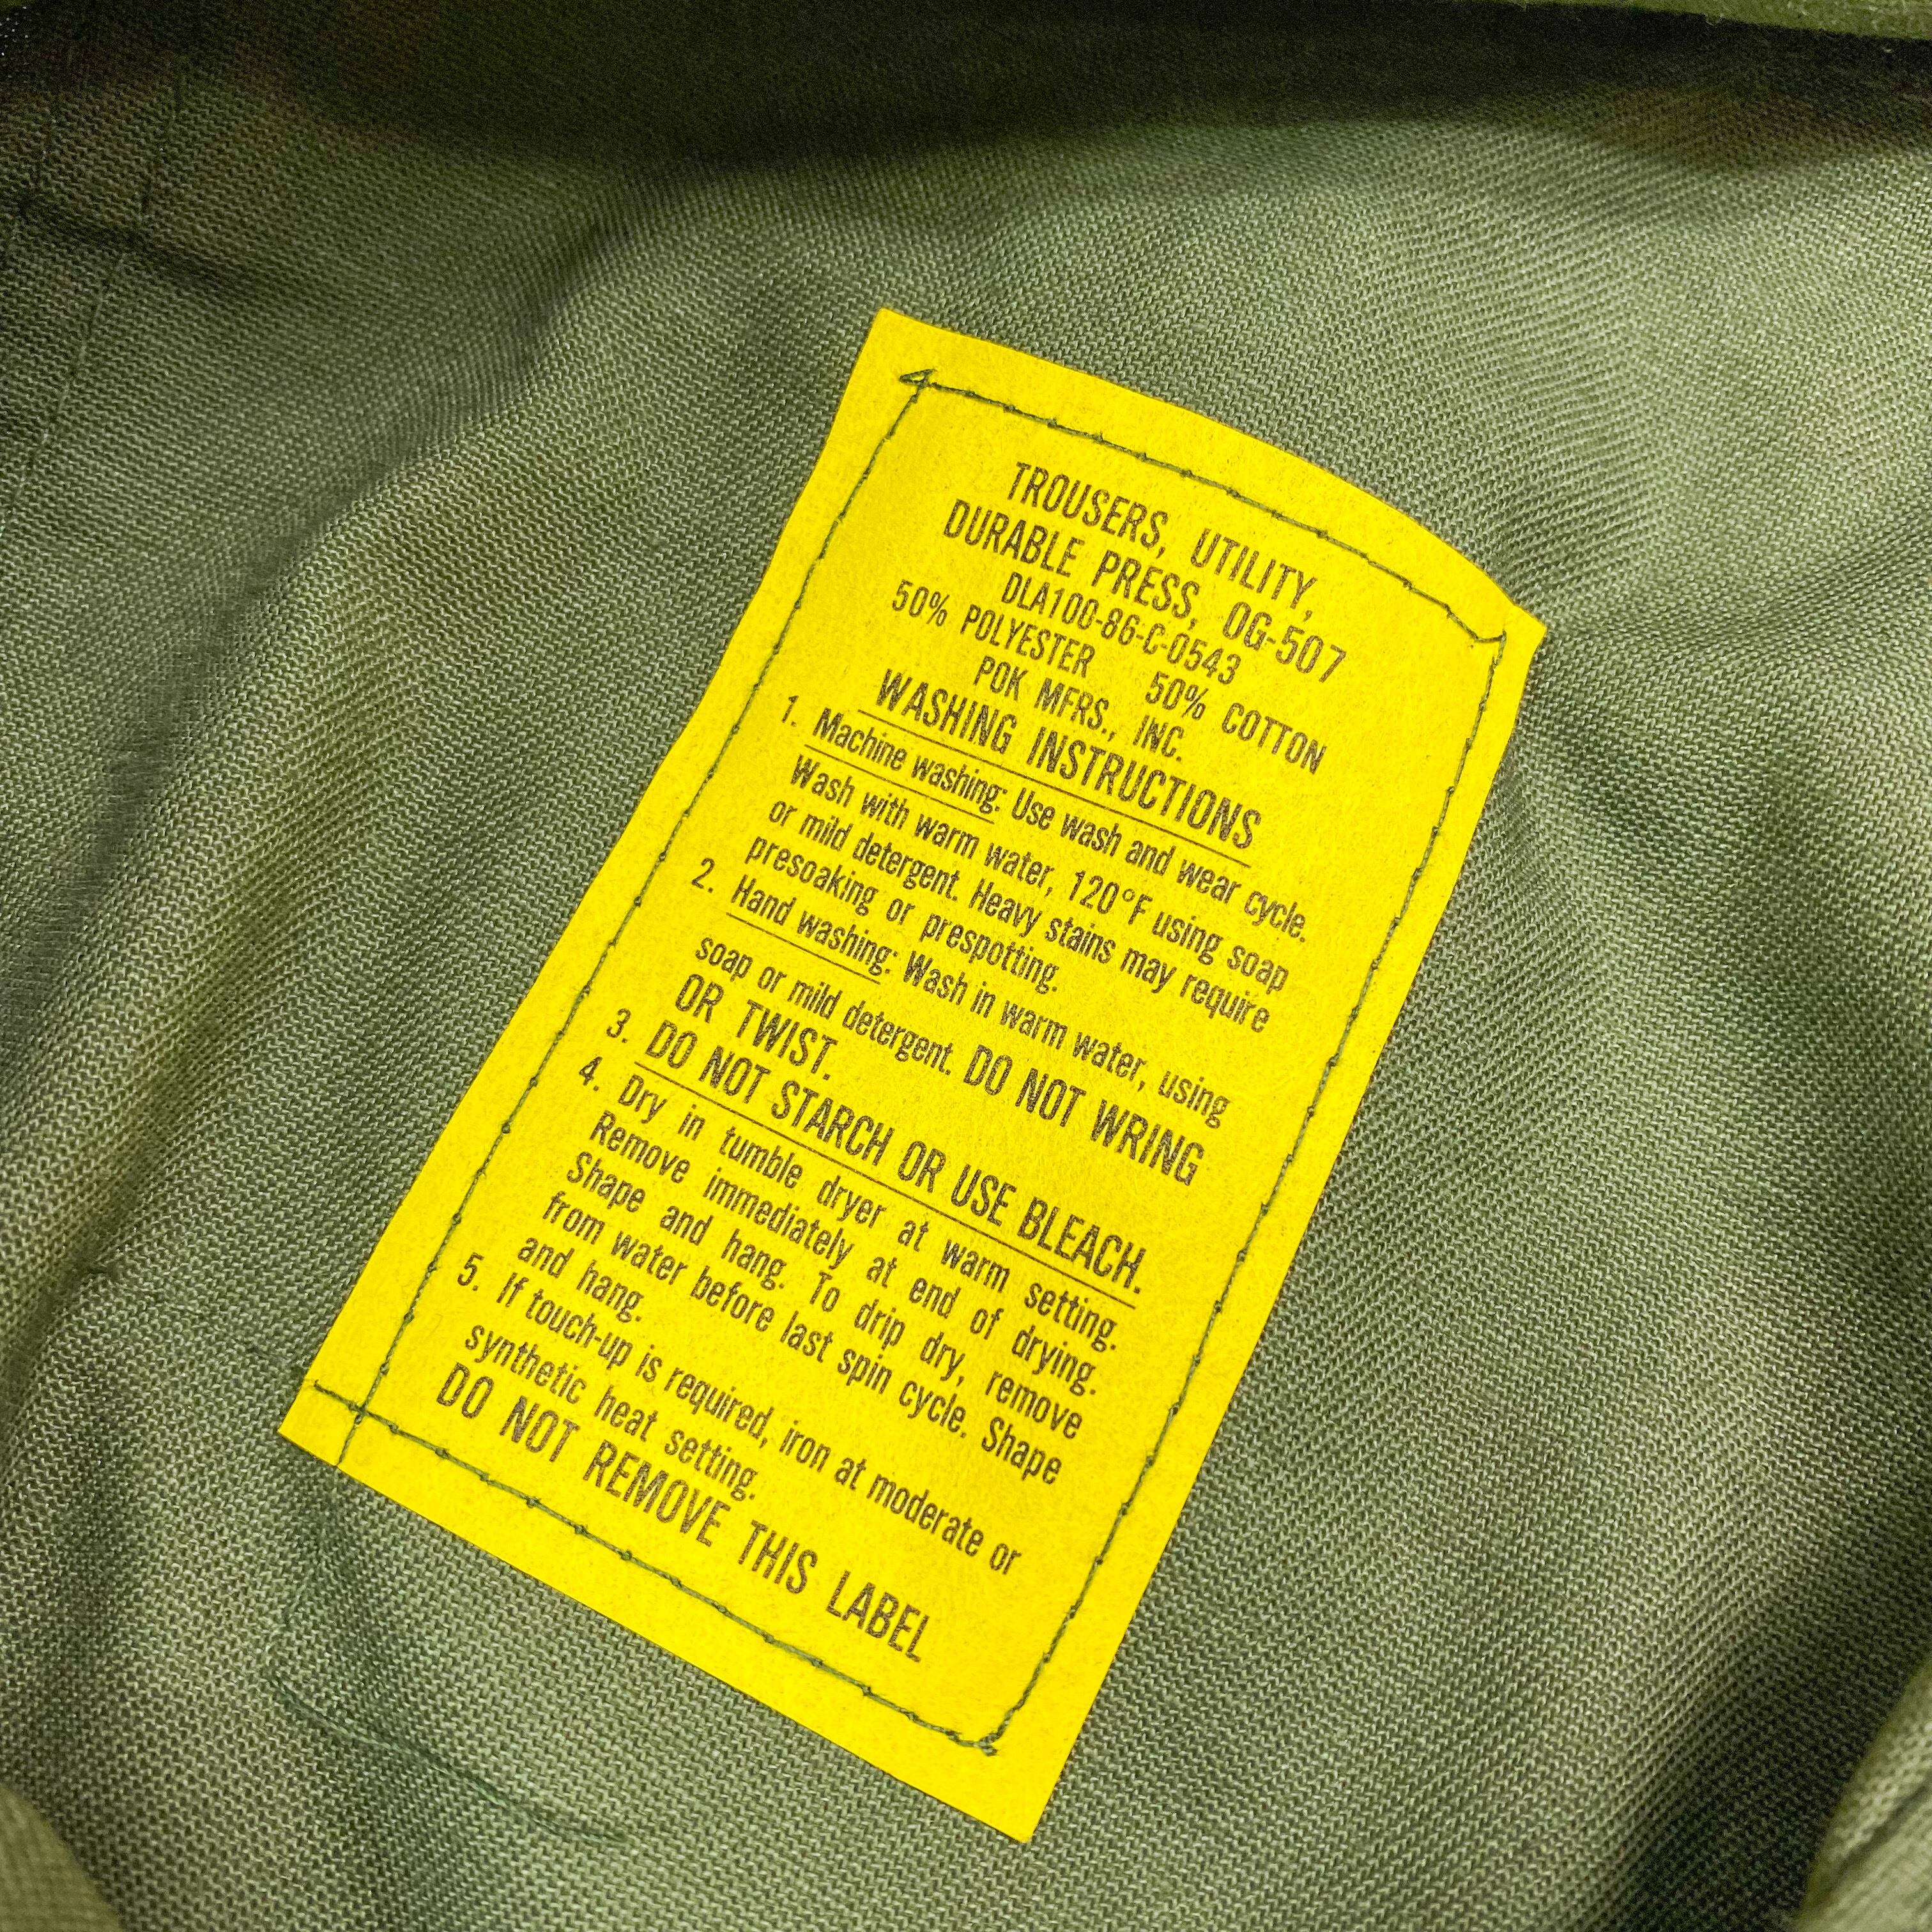 TROUSERS, UTILITY,
DURABLE PRESS, OG-507
DLA100-86-C-0543
50% POLYESTER 50% COTTON
POK MFRS., INC.
WASHING INSTRUCTIONS
1. Machine washing: Use wash and wear cycle.
Wash with warm water, 120°F using soap
or mild detergent. Heavy stains may require
presoaking or prespotting.
2. Hand washing: Wash in warm water, using
soap or mild detergent. DO NOT WRING
OR TWIST.
3. DO NOT STARCH OR USE BLEACH.
4. Dry in tumble dryer at warm setting.
Remove immediately at end of drying.
Shape and hang. To drip dry, remove
from water before last spin cycle. Shape
and hang.
5. If touch-up is required, iron at moderate or
synthetic heat setting.
DO NOT REMOVE THIS LABEL